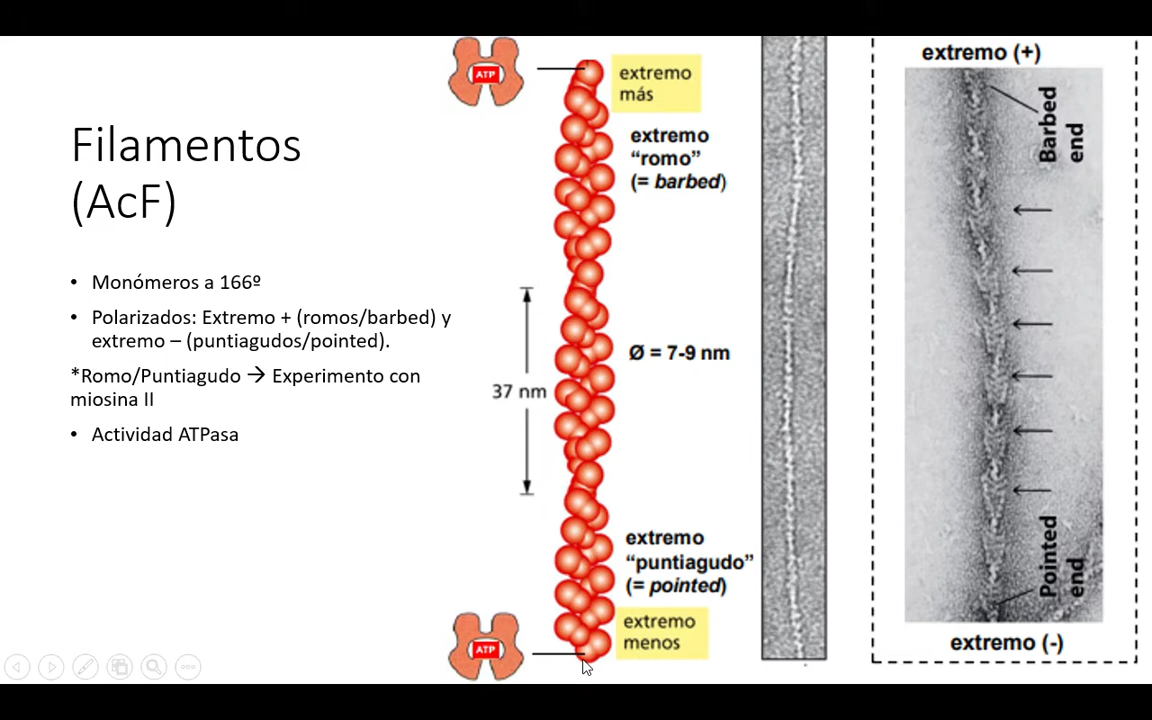 Filamentos
(AcF)
• Monómeros a 166º
• Polarizados: Extremo + (romos/barbed) y
extremo – (puntiagudos/pointed).
*Romo/Puntiagudo → Experimento con
miosina II
• Actividad ATPasa
ATP
extremo
más
extremo
“romo”
(= barbed)
37 nm
Ø = 7-9 nm
extremo
“puntiagudo”
(= pointed)
ATP
extremo
menos
extremo (+)
Barbed
end
Pointed
end
extremo (-)